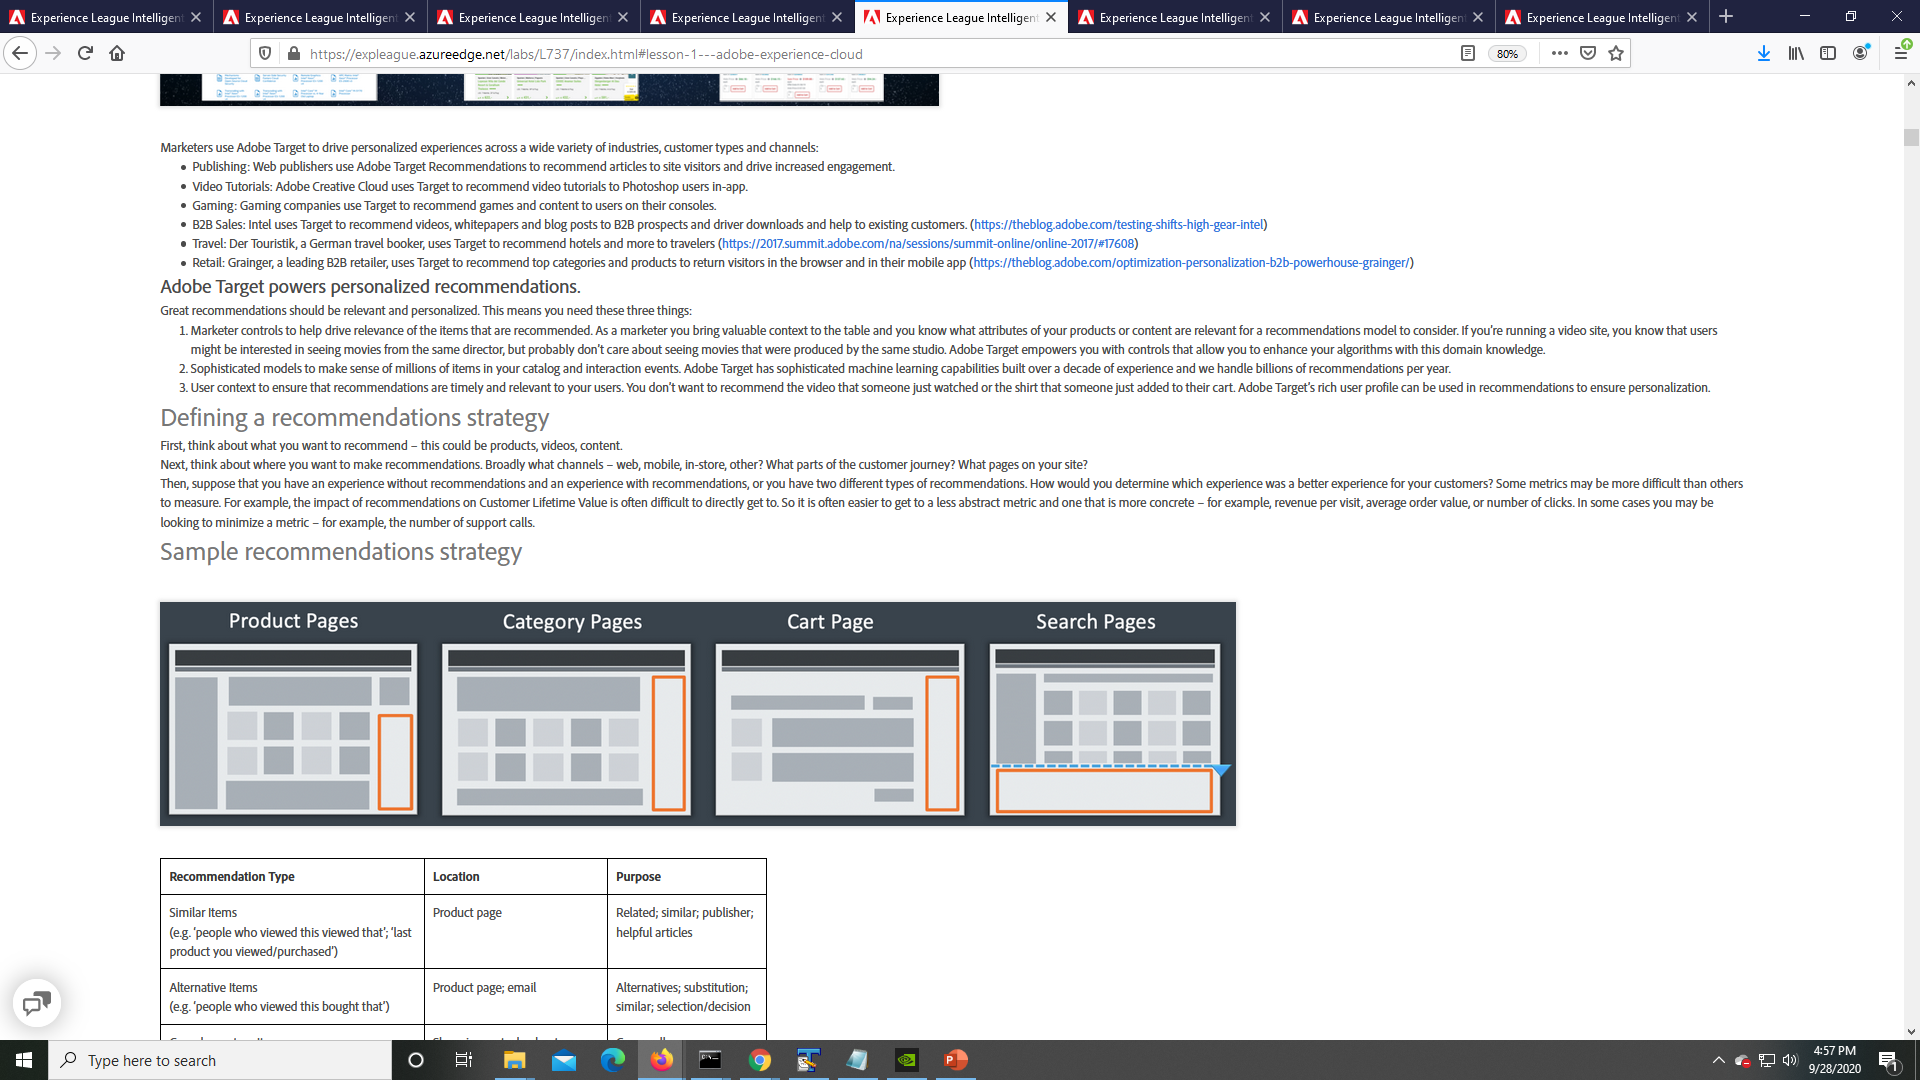 Experience League Intelligent
Experience League Intelligent
Experience League Intelligent
Experience League Intelligent
Experience League Intelligent
Experience League Intelligent
Experience League Intelligent
Experience League Intelligent
https://expleague.azureedge.net/labs/L737/index.html#lesson-1---adobe-experience-cloud
80%
Marketers use Adobe Target to drive personalized experiences across a wide variety of industries, customer types and channels:
Publishing: Web publishers use Adobe Target Recommendations to recommend articles to site visitors and drive increased engagement.
Video Tutorials: Adobe Creative Cloud uses Target to recommend video tutorials to Photoshop users in-app.
Gaming: Gaming companies use Target to recommend games and content to users on their consoles.
B2B Sales: Intel uses Target to recommend videos, whitepapers and blog posts to B2B prospects and driver downloads and help to existing customers. (https://theblog.adobe.com/testing-shifts-high-gear-intel)
Travel: Der Touristik, a German travel booker, uses Target to recommend hotels and more to travelers (https://2017.summit.adobe.com/na/sessions/summit-online/online-2017/#17608)
Retail: Grainger, a leading B2B retailer, uses Target to recommend top categories and products to return visitors in the browser and in their mobile app (https://theblog.adobe.com/optimization-personalization-b2b-powerhouse-grainger/)
Adobe Target powers personalized recommendations.
Great recommendations should be relevant and personalized. This means you need these three things:
1. Marketer controls to help drive relevance of the items that are recommended. As a marketer you bring valuable context to the table and you know what attributes of your products or content are relevant for a recommendations model to consider. If you're running a video site, you know that users
might be interested in seeing movies from the same director, but probably don't care about seeing movies that were produced by the same studio. Adobe Target empowers you with controls that allow you to enhance your algorithms with this domain knowledge.
2. Sophisticated models to make sense of millions of items in your catalog and interaction events. Adobe Target has sophisticated machine learning capabilities built over a decade of experience and we handle billions of recommendations per year.
3. User context to ensure that recommendations are timely and relevant to your users. You don't want to recommend the video that someone just watched or the shirt that someone just added to their cart. Adobe Target's rich user profile can be used in recommendations to ensure personalization.
Defining a recommendations strategy
First, think about what you want to recommend – this could be products, videos, content.
Next, think about where you want to make recommendations. Broadly what channels – web, mobile, in-store, other? What parts of the customer journey? What pages on your site?
Then, suppose that you have an experience without recommendations and an experience with recommendations, or you have two different types of recommendations. How would you determine which experience was a better experience for your customers? Some metrics may be more difficult than others
to measure. For example, the impact of recommendations on Customer Lifetime Value is often difficult to directly get to. So it is often easier to get to a less abstract metric and one that is more concrete – for example, revenue per visit, average order value, or number of clicks. In some cases you may be
looking to minimize a metric – for example, the number of support calls.
Sample recommendations strategy
Product Pages
Category Pages
Cart Page
Search Pages
Recommendation Type
Location
Purpose
Similar Items
(e.g. 'people who viewed this viewed that'; 'last
product you viewed/purchased')
Product page
Related; similar; publisher;
helpful articles
Alternative Items
(e.g. 'people who viewed this bought that')
Product page; email
Alternatives; substitution;
similar; selection/decision
Type here to search
4:57 PM
9/28/2020
1